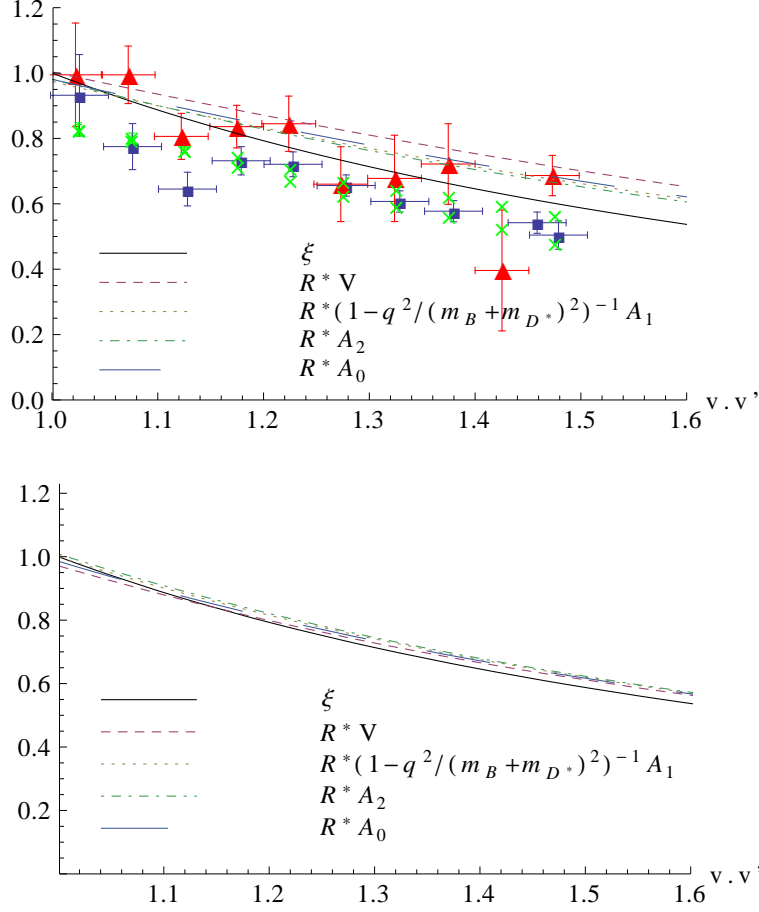 1.2
1.0
0.8
0.6
0.4
0.2
0.0
ξ
R* V
R*(1-q²/(m_B+m_D*)²)⁻¹ A₁
R* A₂
R* A₀
1.0 1.1 1.2 1.3 1.4 1.5 1.6
v.v'
1.2
1.0
0.8
0.6
0.4
0.2
ξ
R* V
R*(1-q²/(m_B+m_D*)²)⁻¹ A₁
R* A₂
R* A₀
1.1 1.2 1.3 1.4 1.5 1.6
v.v'